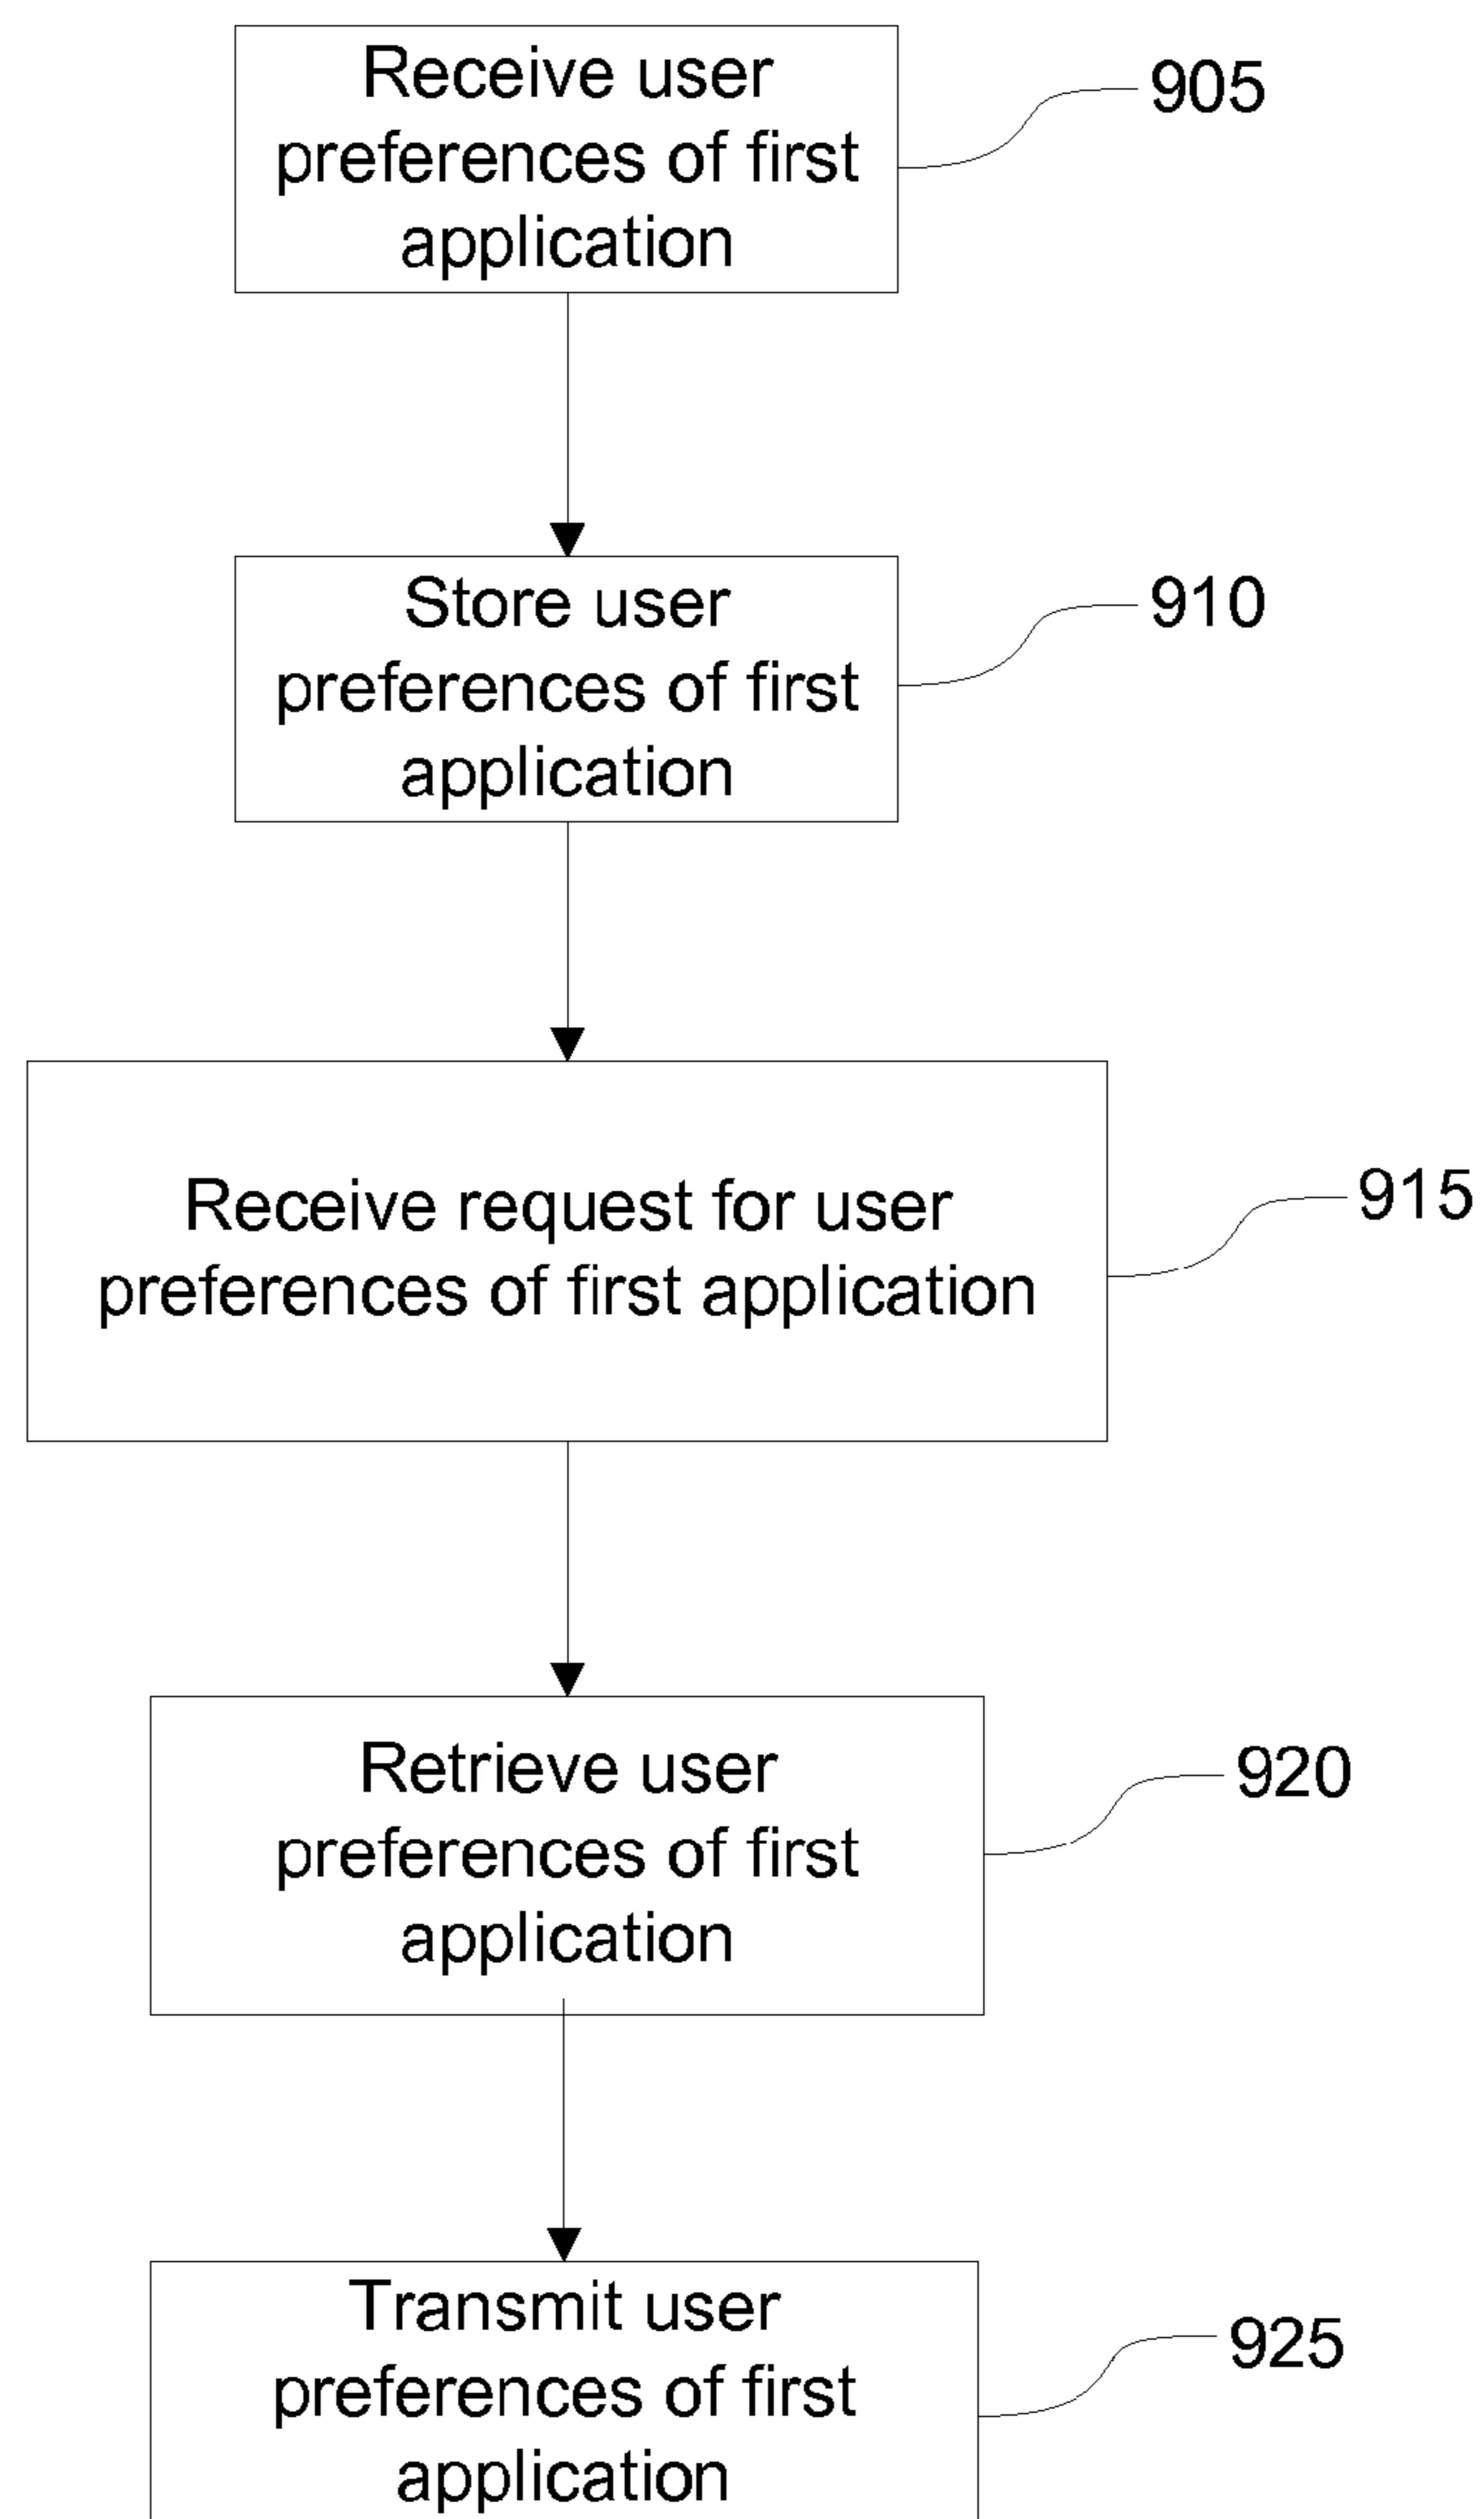 Receive user
preferences of first
application
905
Store user
preferences of first
application
910
Receive request for user
preferences of first application
915
Retrieve user
preferences of first
application
920
Transmit user
preferences of first
application
925